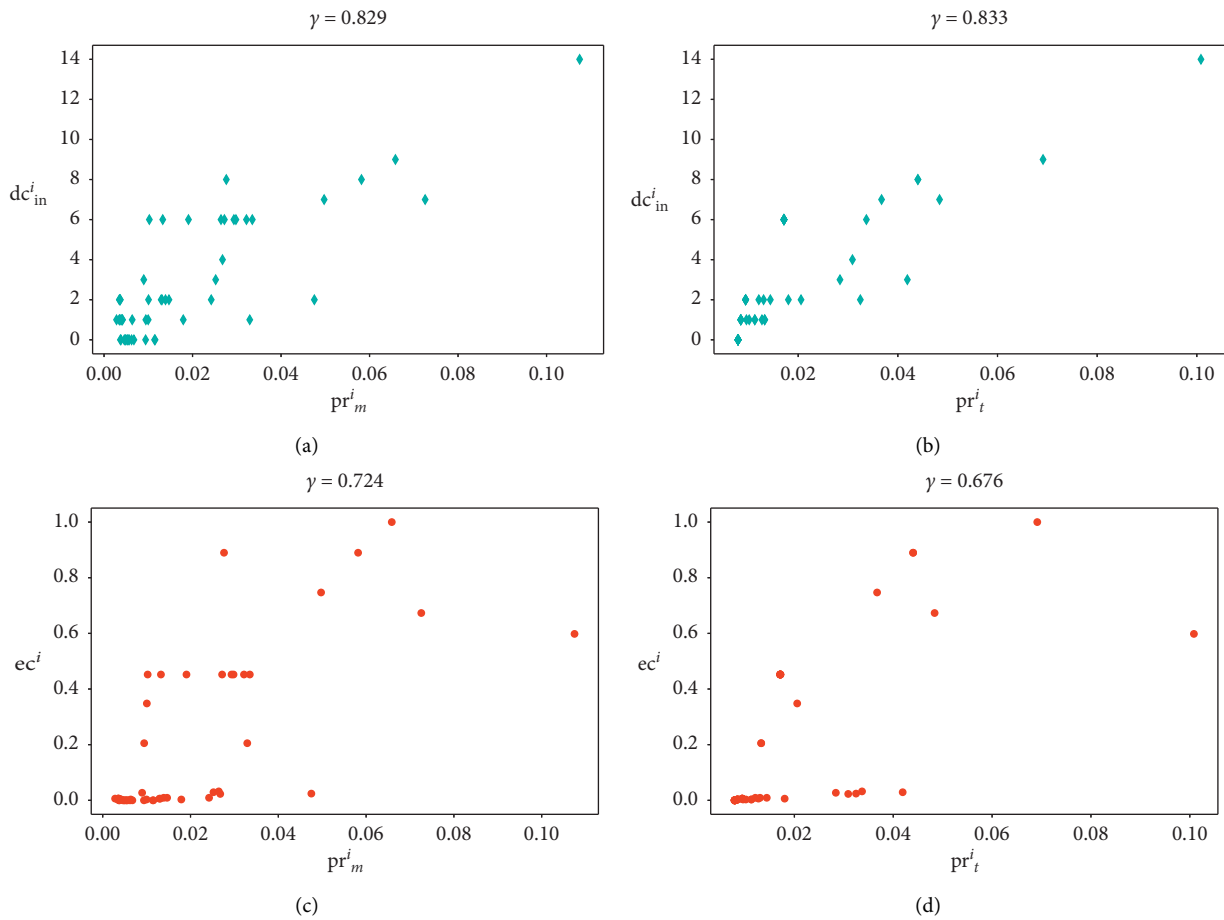 γ = 0.829
14
12
10
8
6
4
2
0
dc^i_in
0.00 0.02 0.04 0.06 0.08 0.10
pr^i_m
(a)
γ = 0.833
14
12
10
8
6
4
2
0
dc^i_in
0.02 0.04 0.06 0.08 0.10
pr^i_t
(b)
γ = 0.724
1.0
0.8
0.6
0.4
0.2
0.0
ec^i
0.00 0.02 0.04 0.06 0.08 0.10
pr^i_m
(c)
γ = 0.676
1.0
0.8
0.6
0.4
0.2
0.0
ec^i
0.02 0.04 0.06 0.08 0.10
pr^i_t
(d)